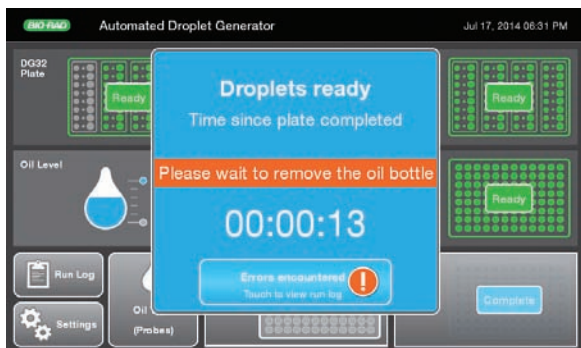 BIO-RAD Automated Droplet Generator Jul 17, 2014 06:31 PM
DG32
Plate
Ready
Ready
Droplets ready
Time since plate completed
Please wait to remove the oil bottle
00:00:13
Errors encountered
!
Touch to view run log
Oil Level
Ready
Run Log
Settings
Oil
(Probes)
Complete